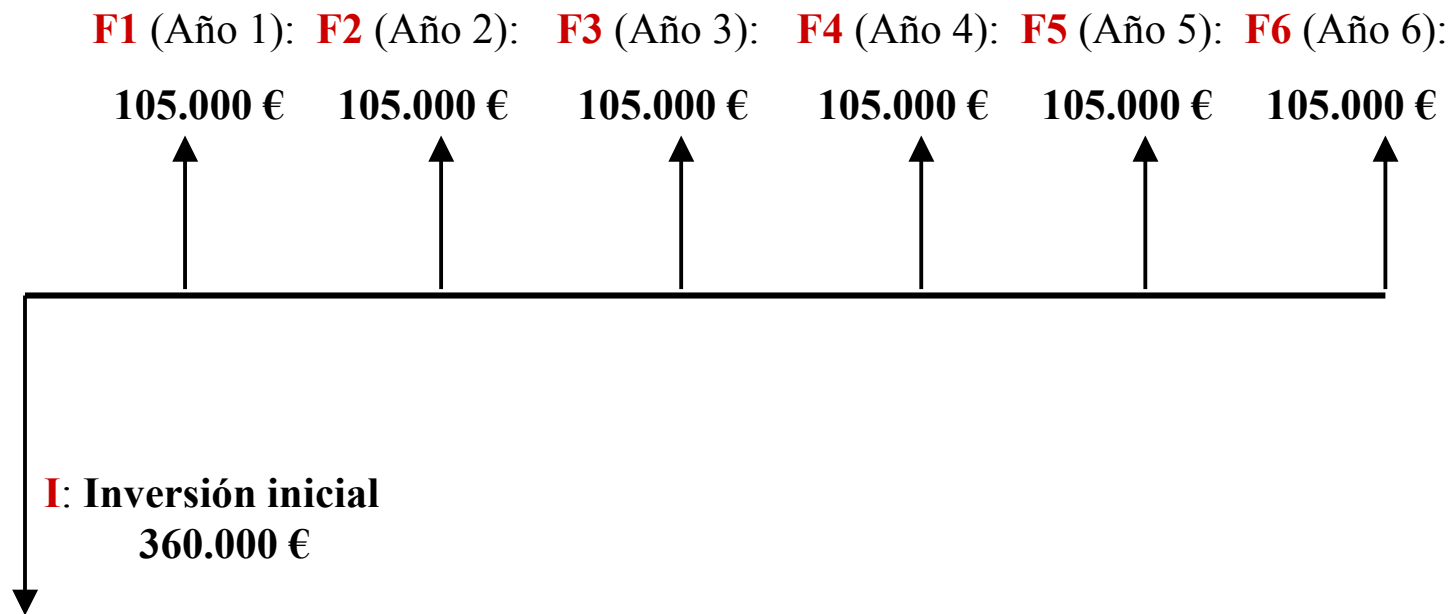 F1 (Año 1): F2 (Año 2): F3 (Año 3): F4 (Año 4): F5 (Año 5): F6 (Año 6):
105.000 € 105.000 € 105.000 € 105.000 € 105.000 € 105.000 €
I: Inversión inicial
360.000 €